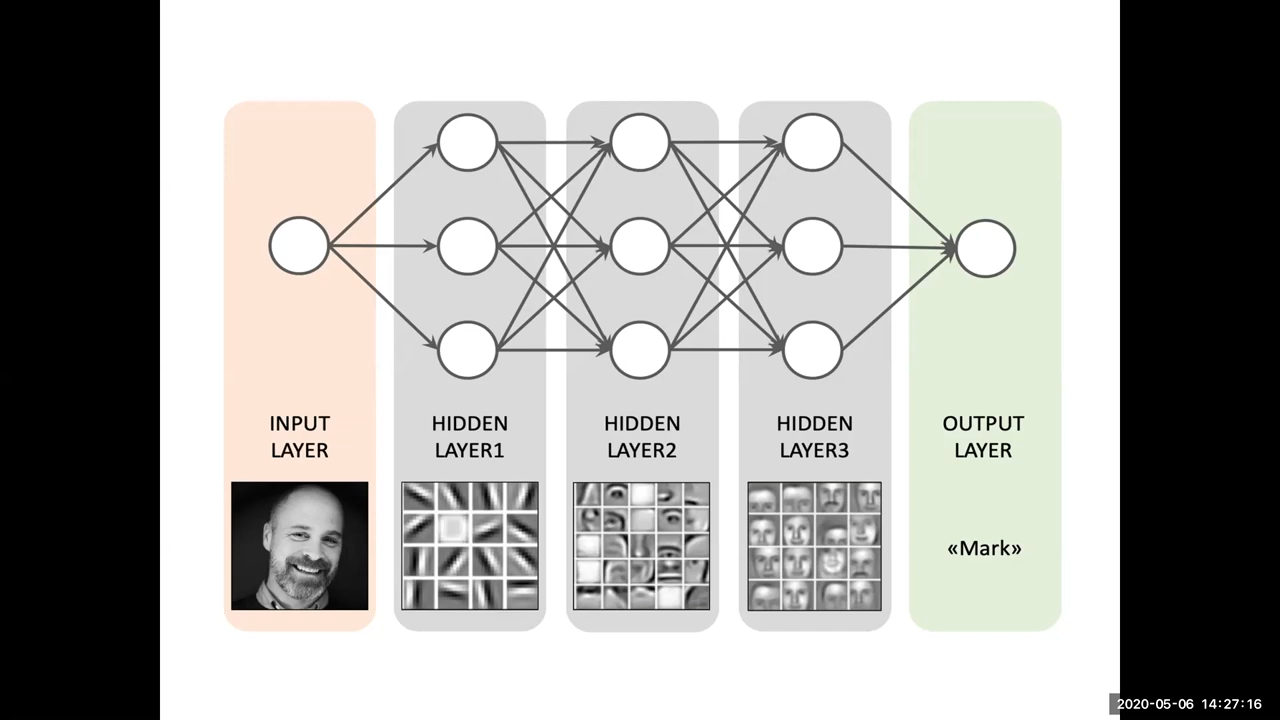 INPUT
LAYER
HIDDEN
LAYER1
HIDDEN
LAYER2
HIDDEN
LAYER3
OUTPUT
LAYER
«Mark»
2020-05-06 14:27:16